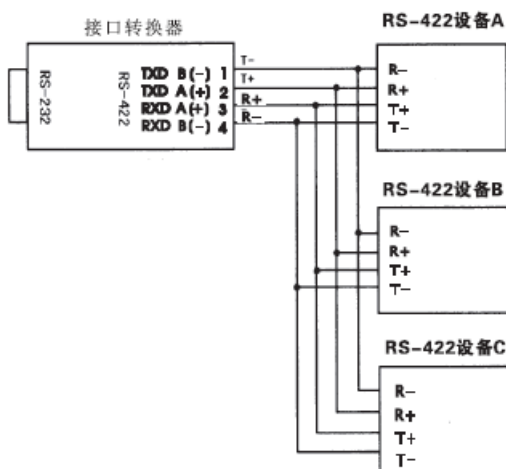 接口转换器
RS-232
RS-422
TXD B(-) 1
TXD A(+) 2
RXD A(+) 3
RXD B(-) 4
T-
T+
R+
R-
RS-422设备A
R-
R+
T+
T-
RS-422设备B
R-
R+
T+
T-
RS-422设备C
R-
R+
T+
T-